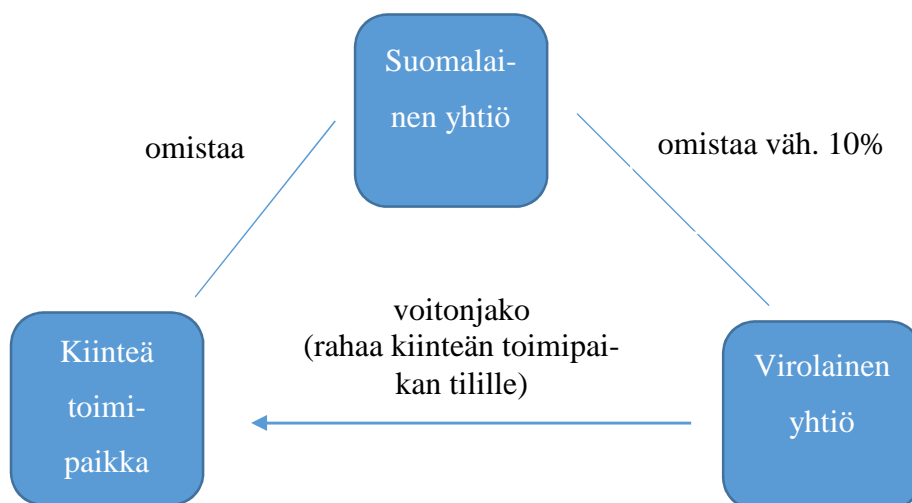 Suomalai-
nen yhtiö
omistaa
omistaa väh. 10%
voitonjako
(rahaa kiinteän toimipai-
kan tilille)
Kiinteä
toimi-
paikka
Virolainen
yhtiö